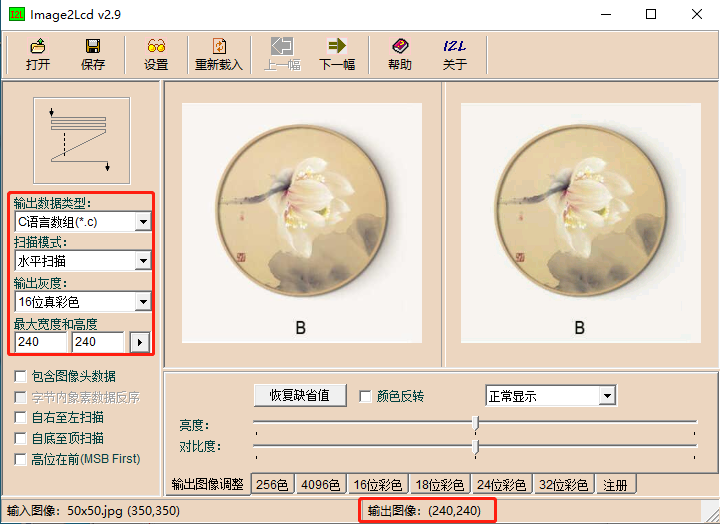 Image2Lcd v2.9
打开 保存 设置 重新载入 上一幅 下一幅 帮助 I2L 关于
输出数据类型:
C语言数组(*.c)
扫描模式:
水平扫描
输出灰度:
16位真彩色
最大宽度和高度
240 240
包含图像头数据
字节内象素数据反序
自右至左扫描
自底至顶扫描
高位在前(MSB First)
B B
恢复缺省值 颜色反转 正常显示
亮度:
对比度:
输出图像调整 256色 4096色 16位彩色 18位彩色 24位彩色 32位彩色 注册
输入图像: 50x50.jpg (350,350) 输出图像: (240,240)